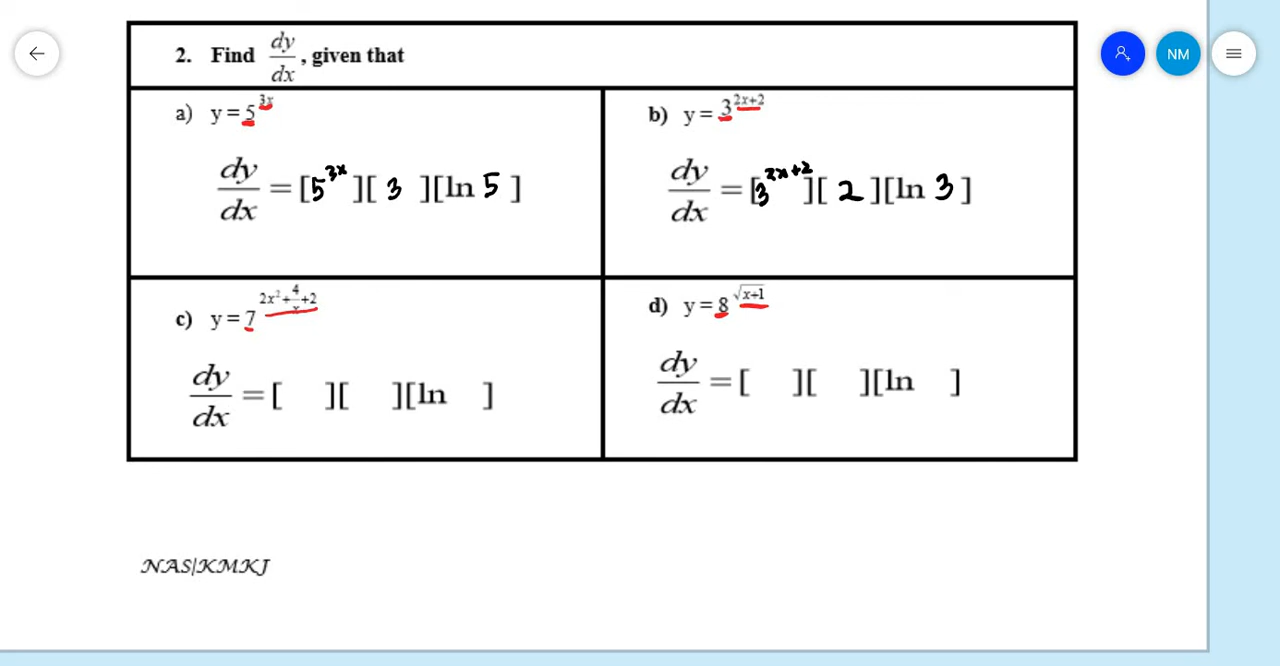 NM
2. Find dy/dx, given that
a) y = 5^(3x)
dy/dx = [5^(3x)][3][ln 5]
b) y = 3^(2x+2)
dy/dx = [3^(2x+2)][2][ln 3]
c) y = 7^(2x²+4/x+2)
dy/dx = [ ][ ][ln ]
d) y = 8^(√(x+1))
dy/dx = [ ][ ][ln ]
NAS|KMKJ